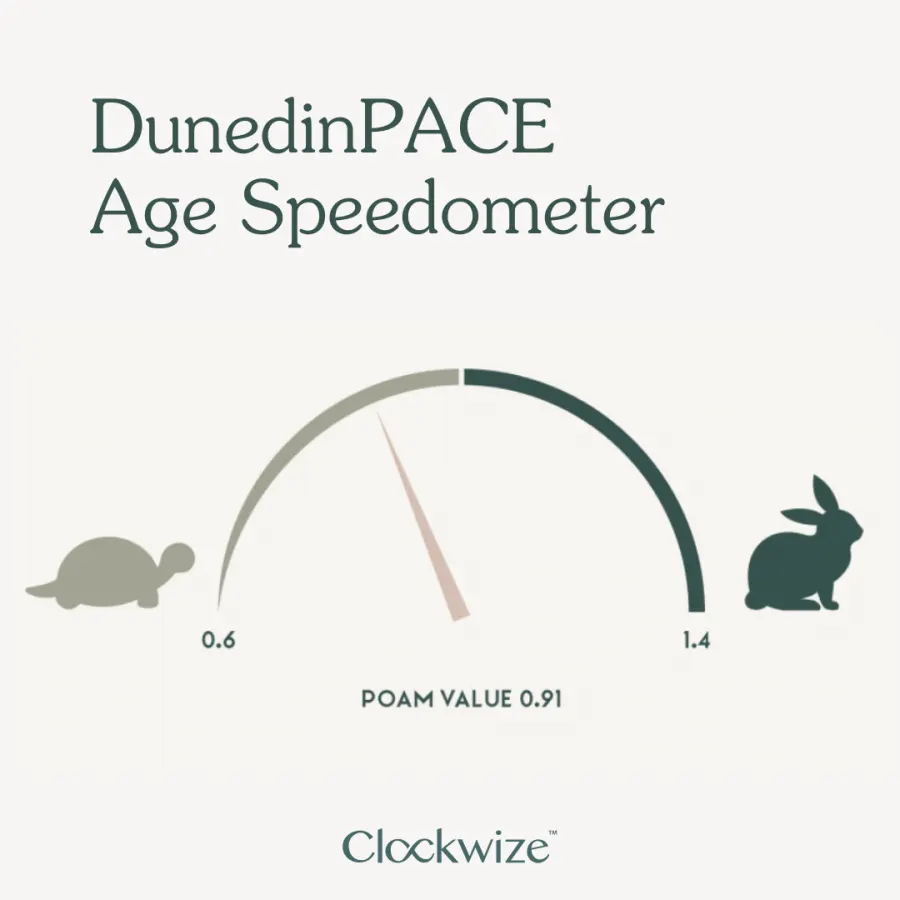 DunedinPACE
Age Speedometer
0.6
1.4
POAM VALUE 0.91
Clockwize™